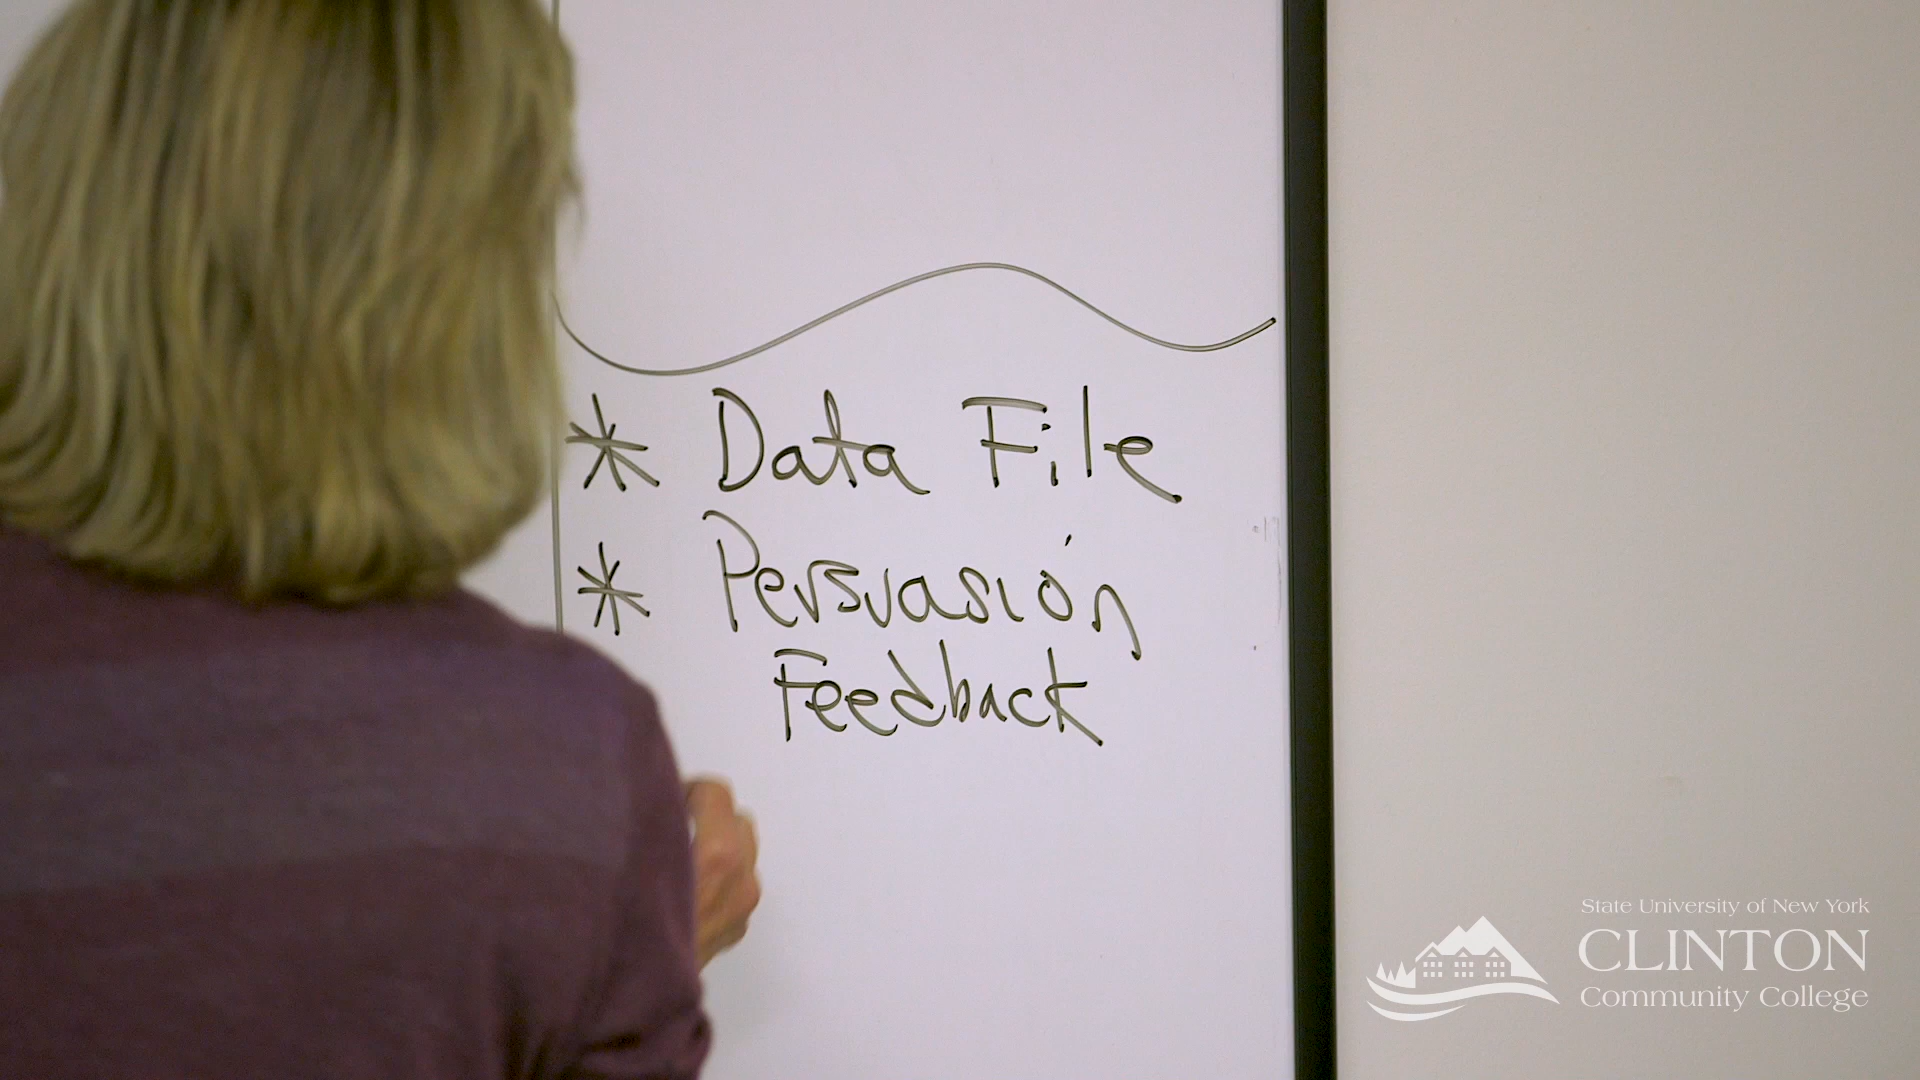 * Data File
* Persuasion
Feedback
State University of New York
CLINTON
Community College